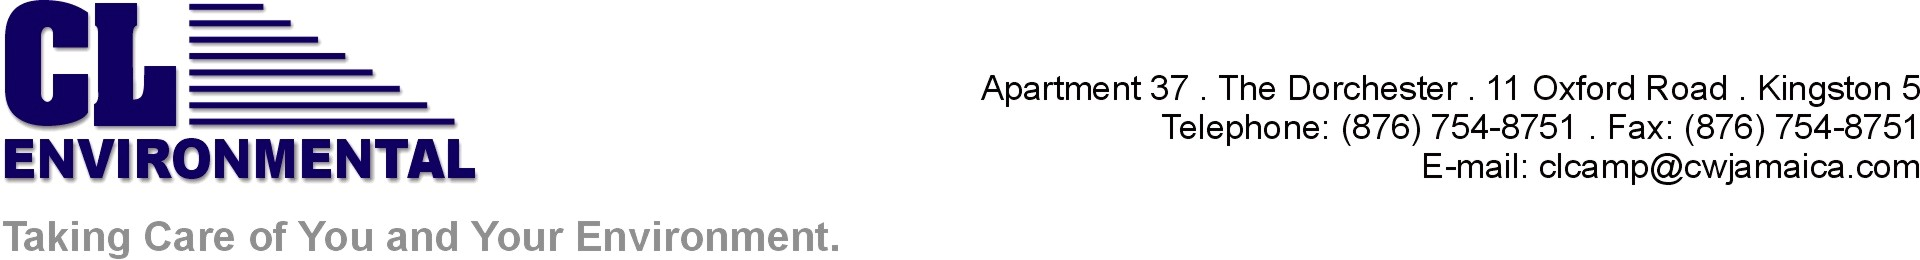 CL
ENVIRONMENTAL
Taking Care of You and Your Environment.
Apartment 37 . The Dorchester . 11 Oxford Road . Kingston 5
Telephone: (876) 754-8751 . Fax: (876) 754-8751
E-mail: clcamp@cwjamaica.com